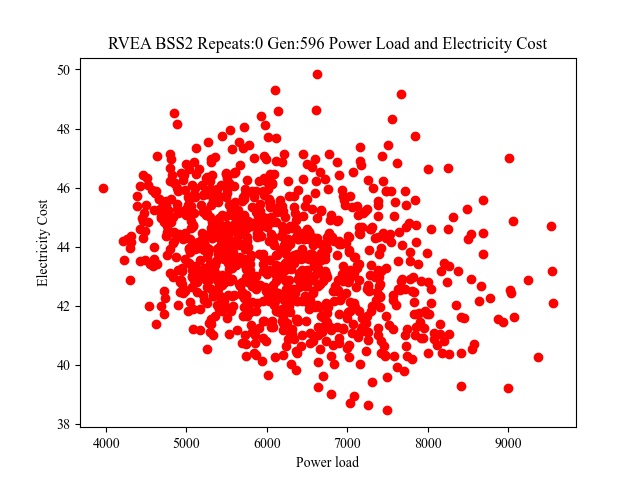 RVEA BSS2 Repeats:0 Gen:596 Power Load and Electricity Cost
50
48
46
44
42
40
38
Electricity Cost
4000 5000 6000 7000 8000 9000
Power load